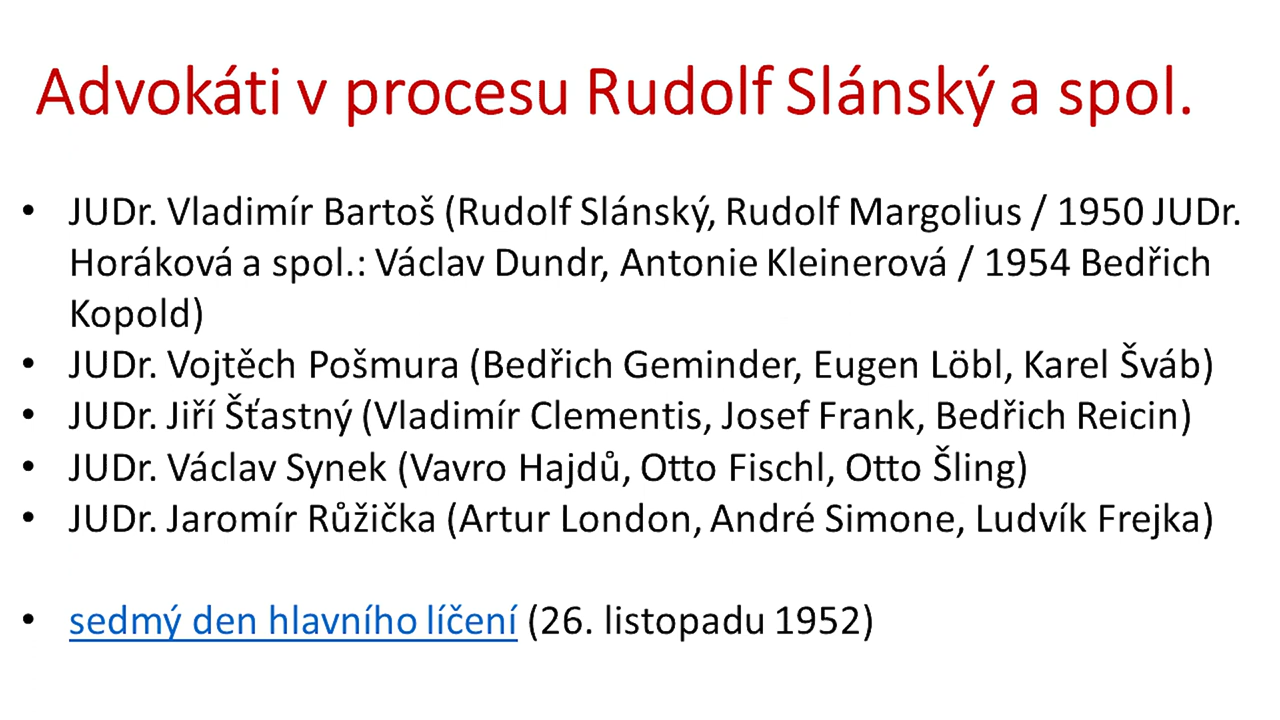 Advokáti v procesu Rudolf Slánský a spol.
• JUDr. Vladimír Bartoš (Rudolf Slánský, Rudolf Margolius / 1950 JUDr.
Horáková a spol.: Václav Dundr, Antonie Kleinerová / 1954 Bedřich
Kopold)
• JUDr. Vojtěch Pošmura (Bedřich Geminder, Eugen Löbl, Karel Šváb)
• JUDr. Jiří Šťastný (Vladimír Clementis, Josef Frank, Bedřich Reicin)
• JUDr. Václav Synek (Vavro Hajdů, Otto Fischl, Otto Šling)
• JUDr. Jaromír Růžička (Artur London, André Simone, Ludvík Frejka)
• sedmý den hlavního líčení (26. listopadu 1952)